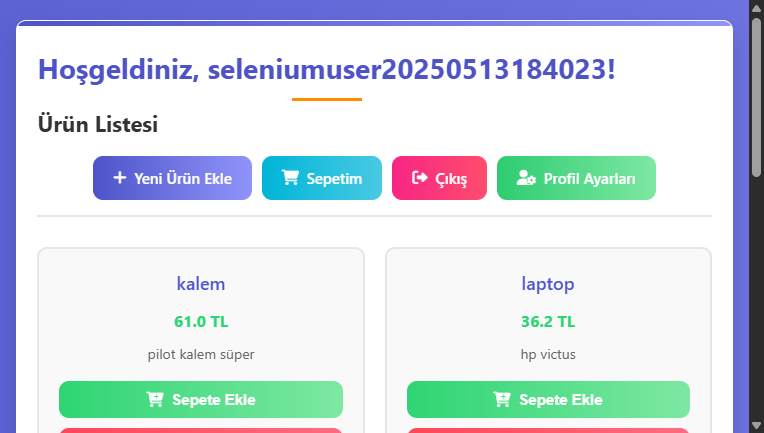 Hoşgeldiniz, seleniumuser20250513184023!
Ürün Listesi
Yeni Ürün Ekle Sepetim Çıkış Profil Ayarları
kalem laptop
61.0 TL 36.2 TL
pilot kalem süper hp victus
Sepete Ekle Sepete Ekle